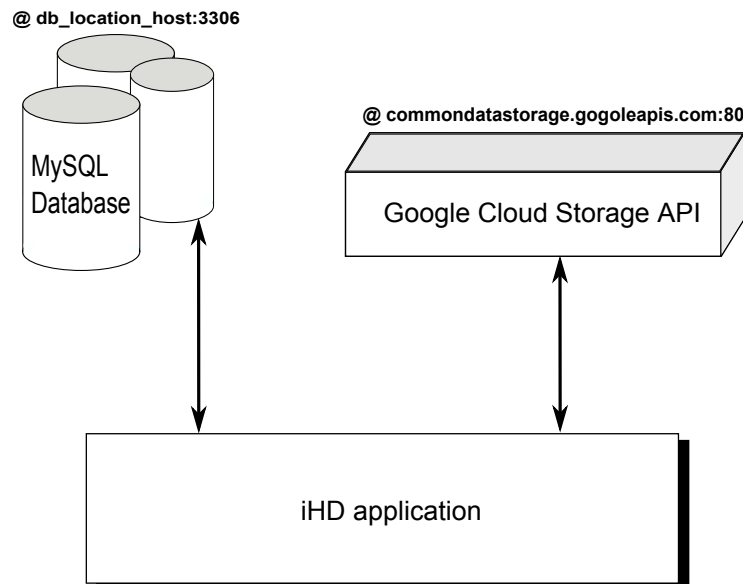 @ db_location_host:3306
@ commondatastorage.gogoleapis.com:80
MySQL
Database
Google Cloud Storage API
iHD application